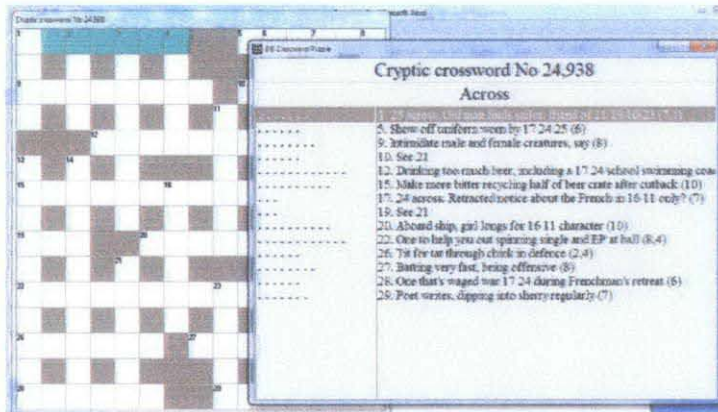 Cryptic crossword No 24,938
Cryptic crossword No 24,938
Across
5. Show off uniform worn by 17 24 25 (6)
9. Intimidate male and female creatures, say (8)
10. See 21
12. Drinking too much beer, including a 17 24 school swimming
15. Make more bitter recycling half of beer crate after cutback (10)
17. 24 across. Retracted notice about the French in 16 11 only? (7)
19. See 21
20. Aboard ship, girl longs for 16 11 character (10)
22. One to help you out spinning single and EP at ball (8,4)
26. Tit for tat through chink in defence (2,4)
27. Batting very fast, being offensive (8)
28. One that's waged war 17 24 during Frenchman's retreat (6)
29. Poet writes, dipping into sherry regularly (7)